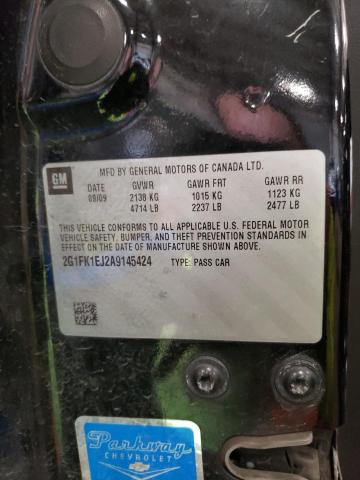 GM
MFD BY GENERAL MOTORS OF CANADA LTD.
DATE GVWR GAWR FRT GAWR RR
09/09 2138 KG 1015 KG 1123 KG
4714 LB 2237 LB 2477 LB
THIS VEHICLE CONFORMS TO ALL APPLICABLE U.S. FEDERAL MOTOR
VEHICLE SAFETY, BUMPER, AND THEFT PREVENTION STANDARDS IN
EFFECT ON THE DATE OF MANUFACTURE SHOWN ABOVE.
2G1FK1EJ2A9145424 TYPE: PASS CAR
Parkway
CHEVROLET